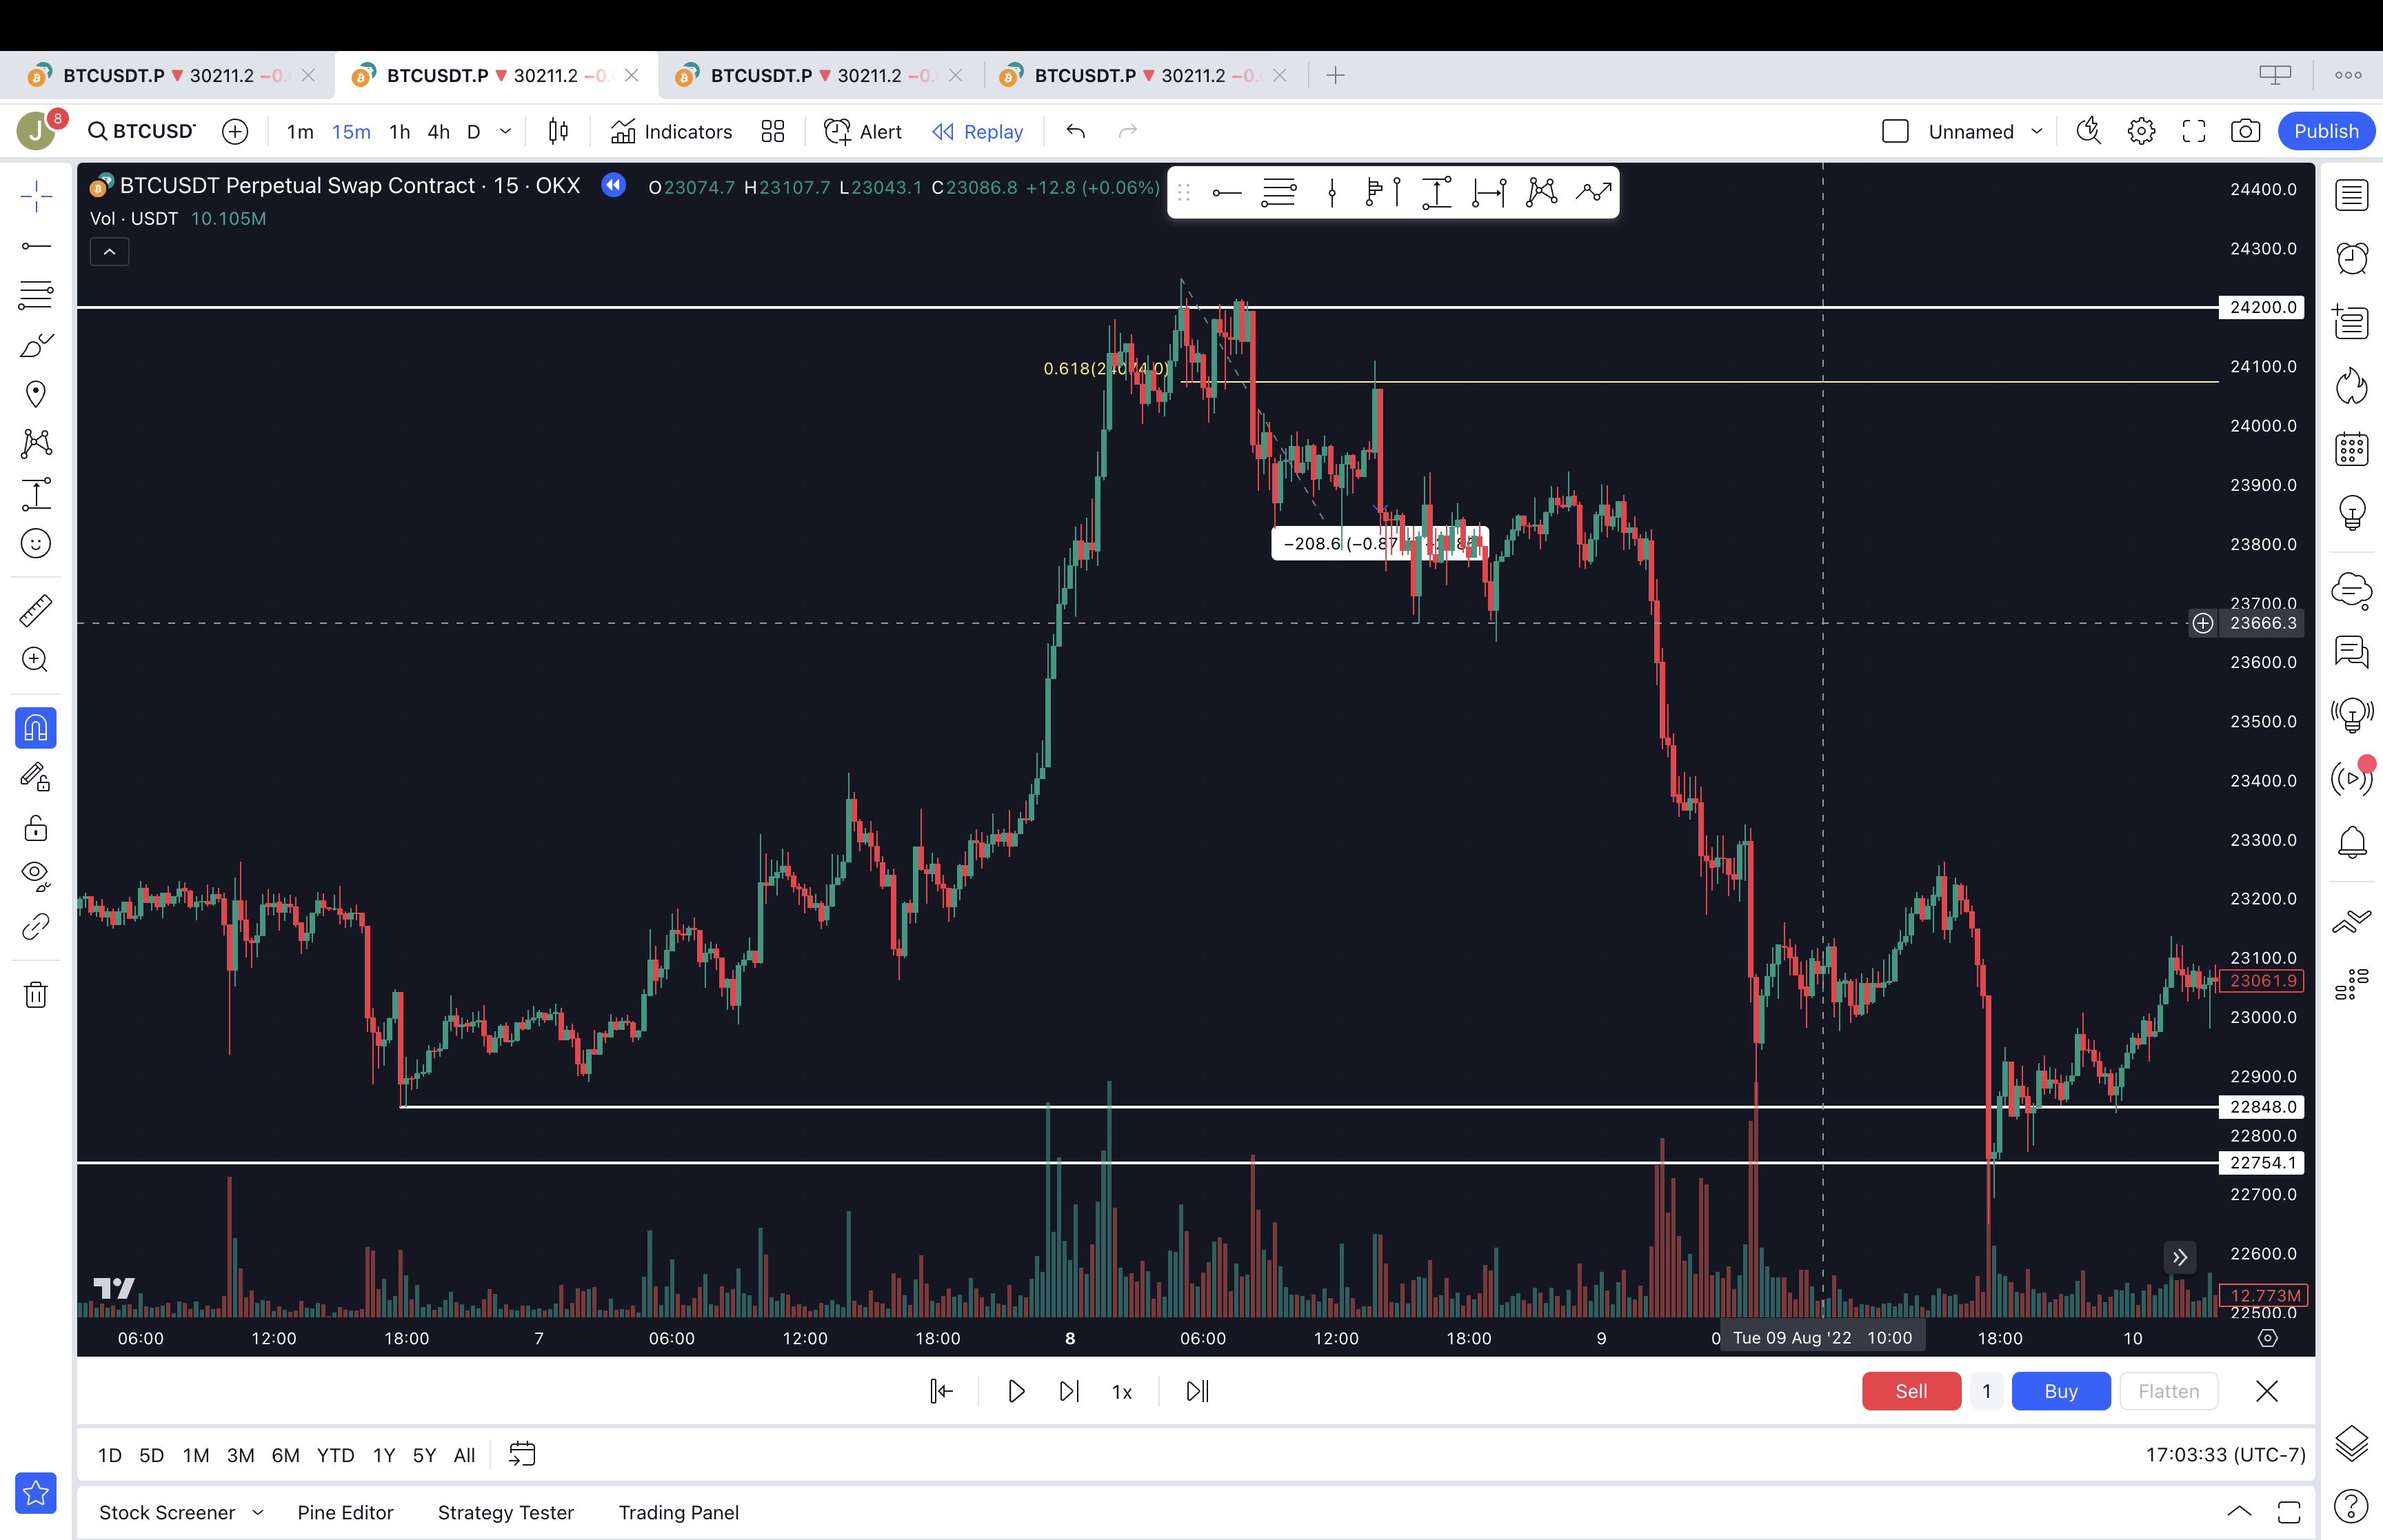 BTCUSDT.P ▼ 30211.2 −0. BTCUSDT.P ▼ 30211.2 −0. BTCUSDT.P ▼ 30211.2 −0. BTCUSDT.P ▼ 30211.2 −0.
J 8 BTCUSD 1m 15m 1h 4h D Indicators Alert Replay Unnamed Publish
BTCUSDT Perpetual Swap Contract · 15 · OKX O23074.7 H23107.7 L23043.1 C23086.8 +12.8 (+0.06%)
Vol · USDT 10.105M
24400.0
24300.0
24200.0
0.618(24074.0)
24100.0
24000.0
23900.0
−208.6 (−0.87
23800.0
23700.0
23666.3
23600.0
23500.0
23400.0
23300.0
23200.0
23100.0
23061.9
23000.0
22900.0
22848.0
22800.0
22754.1
22700.0
22600.0
12.773M
22500.0
06:00 12:00 18:00 7 06:00 12:00 18:00 8 06:00 12:00 18:00 9 0 Tue 09 Aug '22 10:00 18:00 10
1x Sell 1 Buy Flatten
1D 5D 1M 3M 6M YTD 1Y 5Y All 17:03:33 (UTC-7)
Stock Screener Pine Editor Strategy Tester Trading Panel